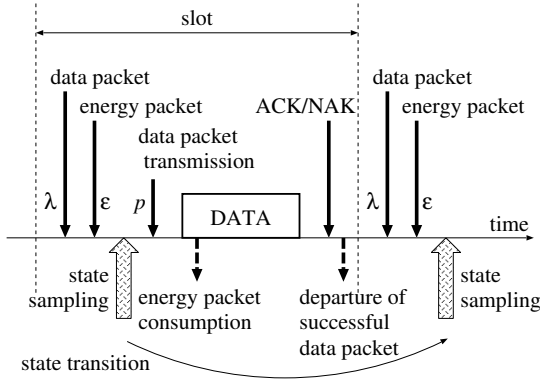 slot
data packet
energy packet
data packet
transmission
ACK/NAK
data packet
energy packet
λ
ε
p
DATA
λ
ε
time
state
sampling
energy packet
consumption
departure of
successful
data packet
state
sampling
state transition